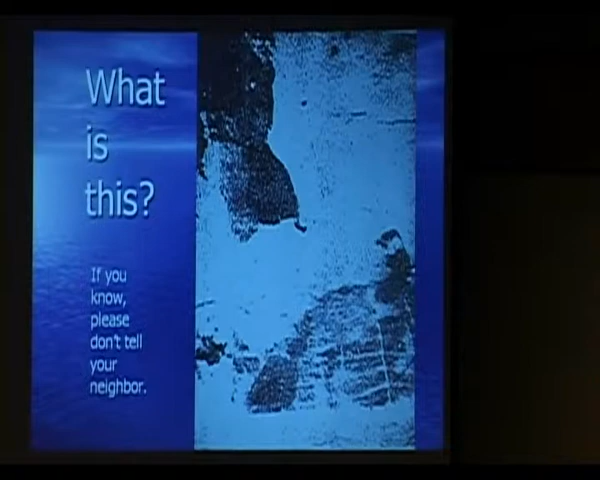 What
is
this?
If you
know,
please
don't tell
your
neighbor.